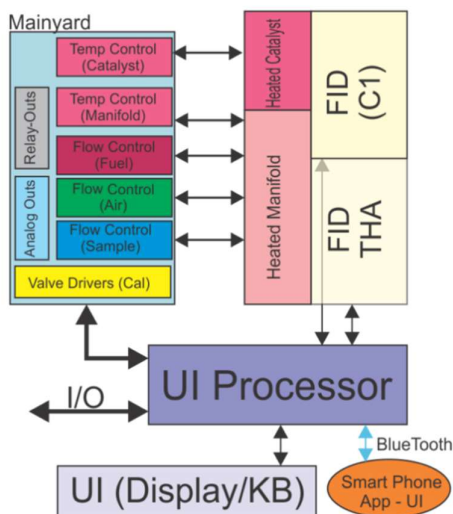 Mainyard
Temp Control
(Catalyst)
Relay-Outs
Temp Control
(Manifold)
Flow Control
(Fuel)
Analog Outs
Flow Control
(Air)
Flow Control
(Sample)
Valve Drivers (Cal)
Heated Catalyst
Heated Manifold
FID
(C1)
FID
THA
UI Processor
I/O
BlueTooth
UI (Display/KB)
Smart Phone
App - UI